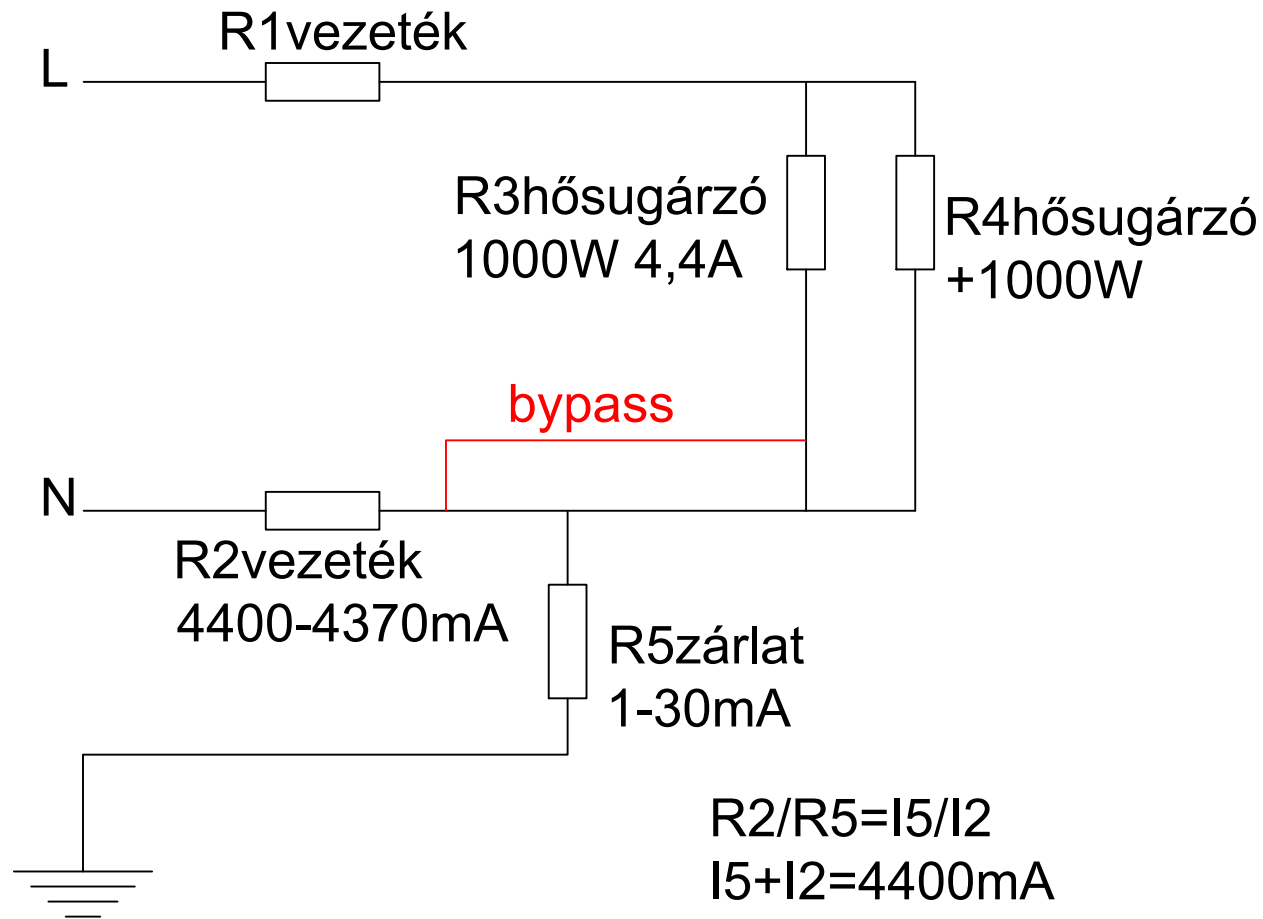 R1vezeték
L
R3hősugárzó
1000W 4,4A
R4hősugárzó
+1000W
bypass
N
R2vezeték
4400-4370mA
R5zárlat
1-30mA
R2/R5=I5/I2
I5+I2=4400mA